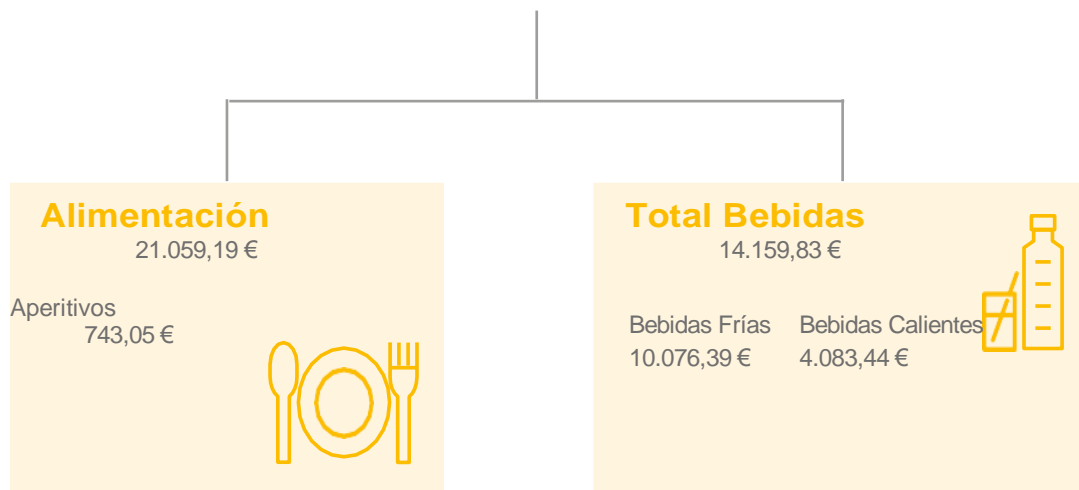 Alimentación
21.059,19 €
Aperitivos
743,05 €
Total Bebidas
14.159,83 €
Bebidas Frías Bebidas Calientes
10.076,39 € 4.083,44 €